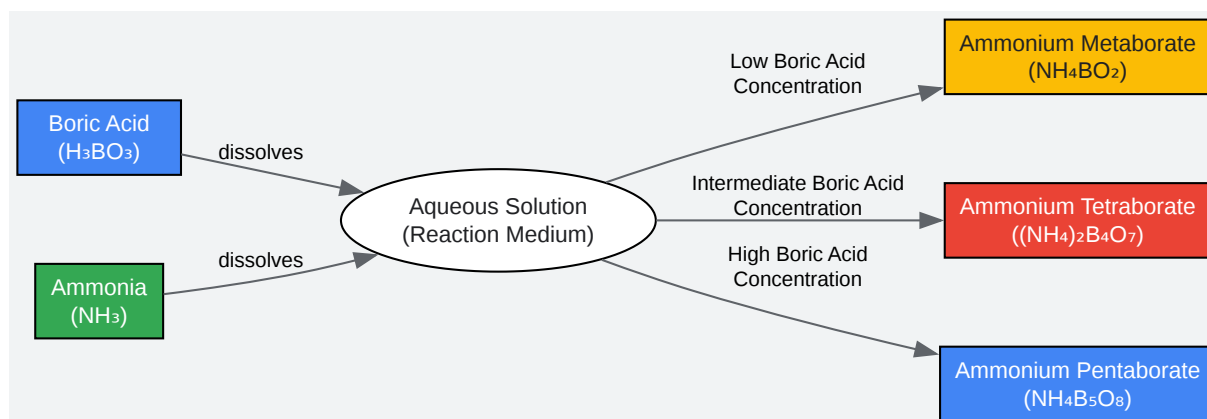 Boric Acid
(H₃BO₃)
dissolves
Ammonia
(NH₃)
dissolves
Aqueous Solution
(Reaction Medium)
Low Boric Acid
Concentration
Ammonium Metaborate
(NH₄BO₂)
Intermediate Boric Acid
Concentration
Ammonium Tetraborate
((NH₄)₂B₄O₇)
High Boric Acid
Concentration
Ammonium Pentaborate
(NH₄B₅O₈)